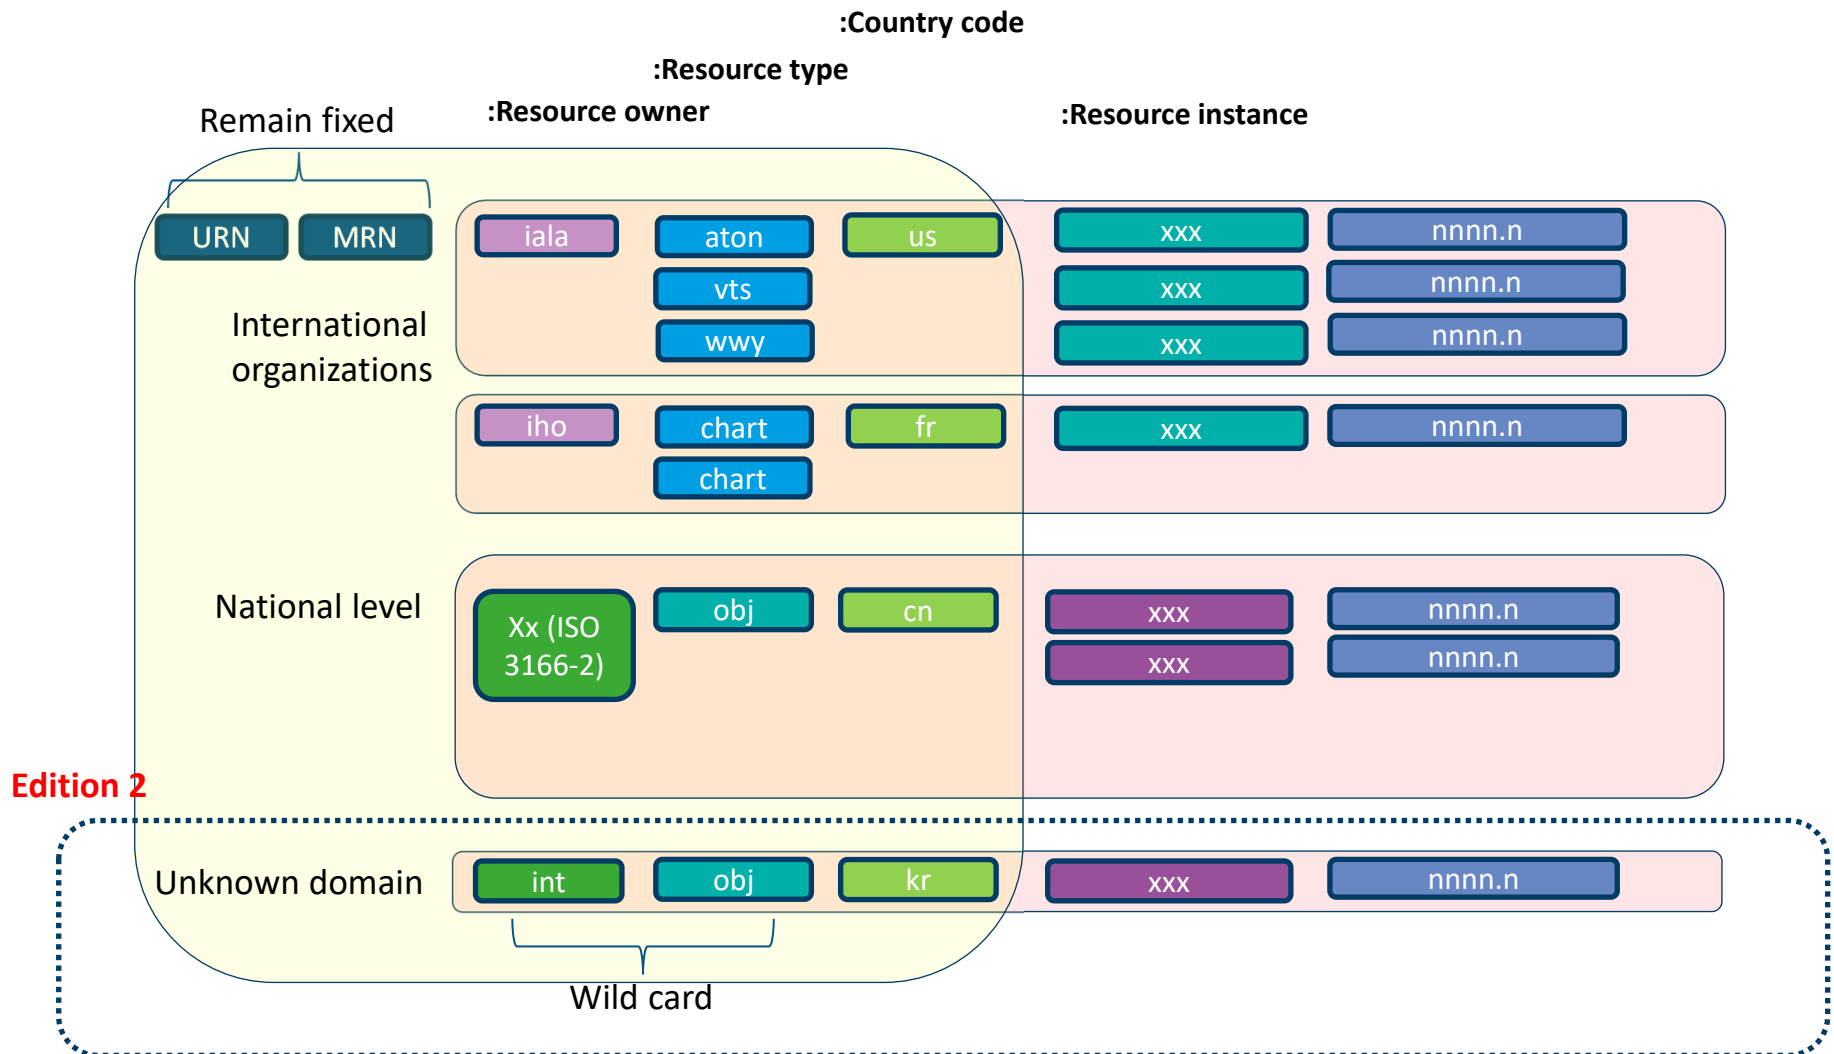 :Country code
:Resource type
:Resource owner
:Resource instance
Remain fixed
URN MRN iala aton us xxx nnnn.n
vts xxx nnnn.n
wwy xxx nnnn.n
International
organizations
iho chart fr xxx nnnn.n
chart
National level
Xx (ISO
3166-2)
obj cn xxx nnnn.n
xxx nnnn.n
Edition 2
Unknown domain int obj kr xxx nnnn.n
Wild card